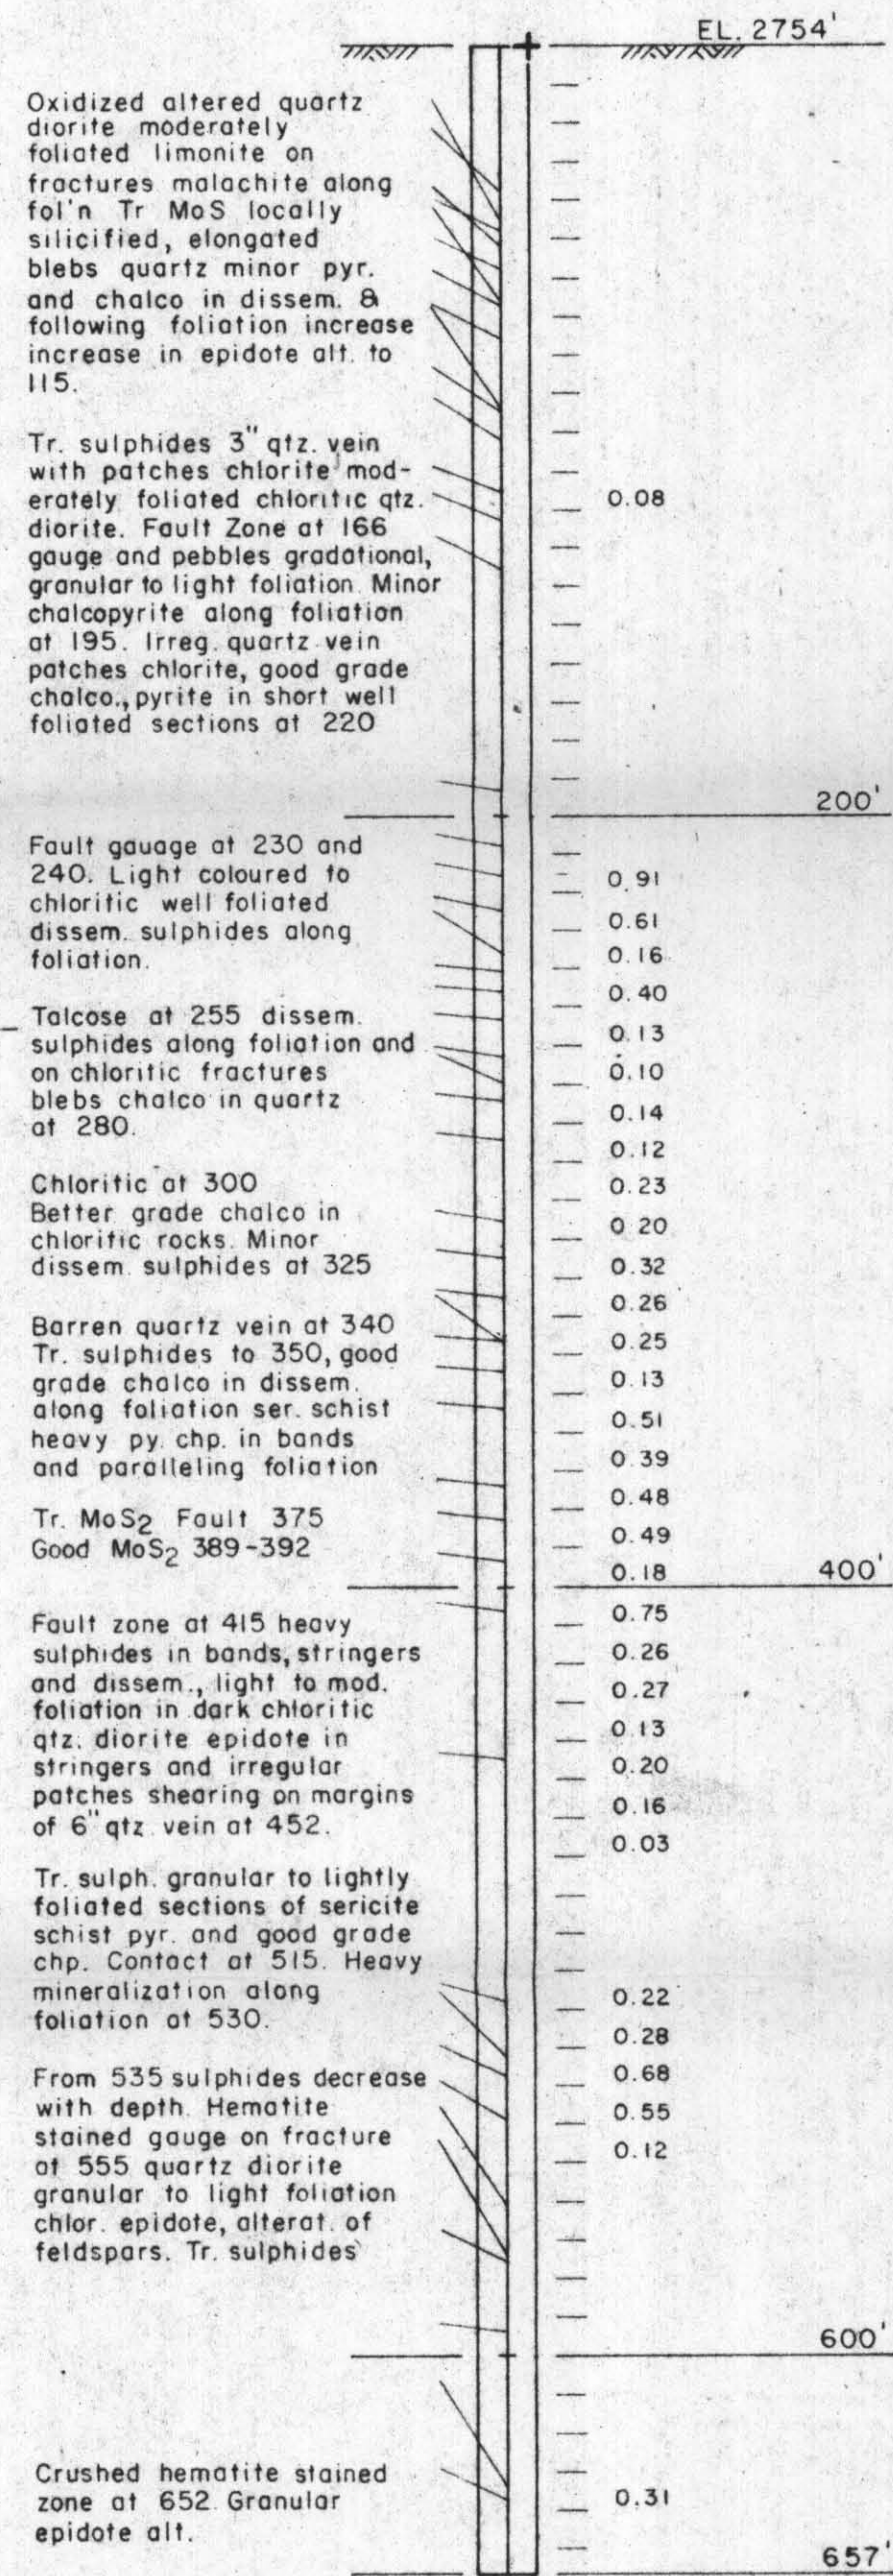 EL. 2754'
Oxidized altered quartz
diorite moderately
foliated limonite on
fractures malachite along
fol'n Tr MoS locally
silicified, elongated
blebs quartz minor pyr.
and chalco in dissem. &
following foliation increase
increase in epidote alt. to
115.
Tr. sulphides 3" qtz. vein
with patches chlorite mod-
erately foliated chloritic qtz.
diorite. Fault Zone at 166
gauge and pebbles gradational,
granular to light foliation. Minor
chalcopyrite along foliation
at 195. Irreg. quartz vein
patches chlorite, good grade
chalco., pyrite in short well
foliated sections at 220
0.08
200'
Fault gauage at 230 and
240. Light coloured to
chloritic well foliated
dissem. sulphides along
foliation.
Talcose at 255 dissem.
sulphides along foliation and
on chloritic fractures
blebs chalco in quartz
at 280.
Chloritic at 300
Better grade chalco in
chloritic rocks. Minor
dissem. sulphides at 325
Barren quartz vein at 340
Tr. sulphides to 350, good
grade chalco in dissem.
along foliation ser. schist
heavy py. chp. in bands
and paralleling foliation
Tr. MoS2 Fault 375
Good MoS2 389-392
0.91
0.61
0.16
0.40
0.13
0.10
0.14
0.12
0.23
0.20
0.32
0.26
0.25
0.13
0.51
0.39
0.48
0.49
0.18
400'
Fault zone at 415 heavy
sulphides in bands, stringers
and dissem., light to mod.
foliation in dark chloritic
qtz. diorite epidote in
stringers and irregular
patches shearing on margins
of 6" qtz vein at 452.
Tr. sulph. granular to lightly
foliated sections of sericite
schist pyr. and good grade
chp. Contact at 515. Heavy
mineralization along
foliation at 530.
From 535 sulphides decrease
with depth. Hematite
stained gauge on fracture
at 555 quartz diorite
granular to light foliation
chlor. epidote, alterat. of
feldspars. Tr. sulphides
0.75
0.26
0.27
0.13
0.20
0.16
0.03
0.22
0.28
0.68
0.55
0.12
600'
Crushed hematite stained
zone at 652. Granular
epidote alt.
0.31
657'